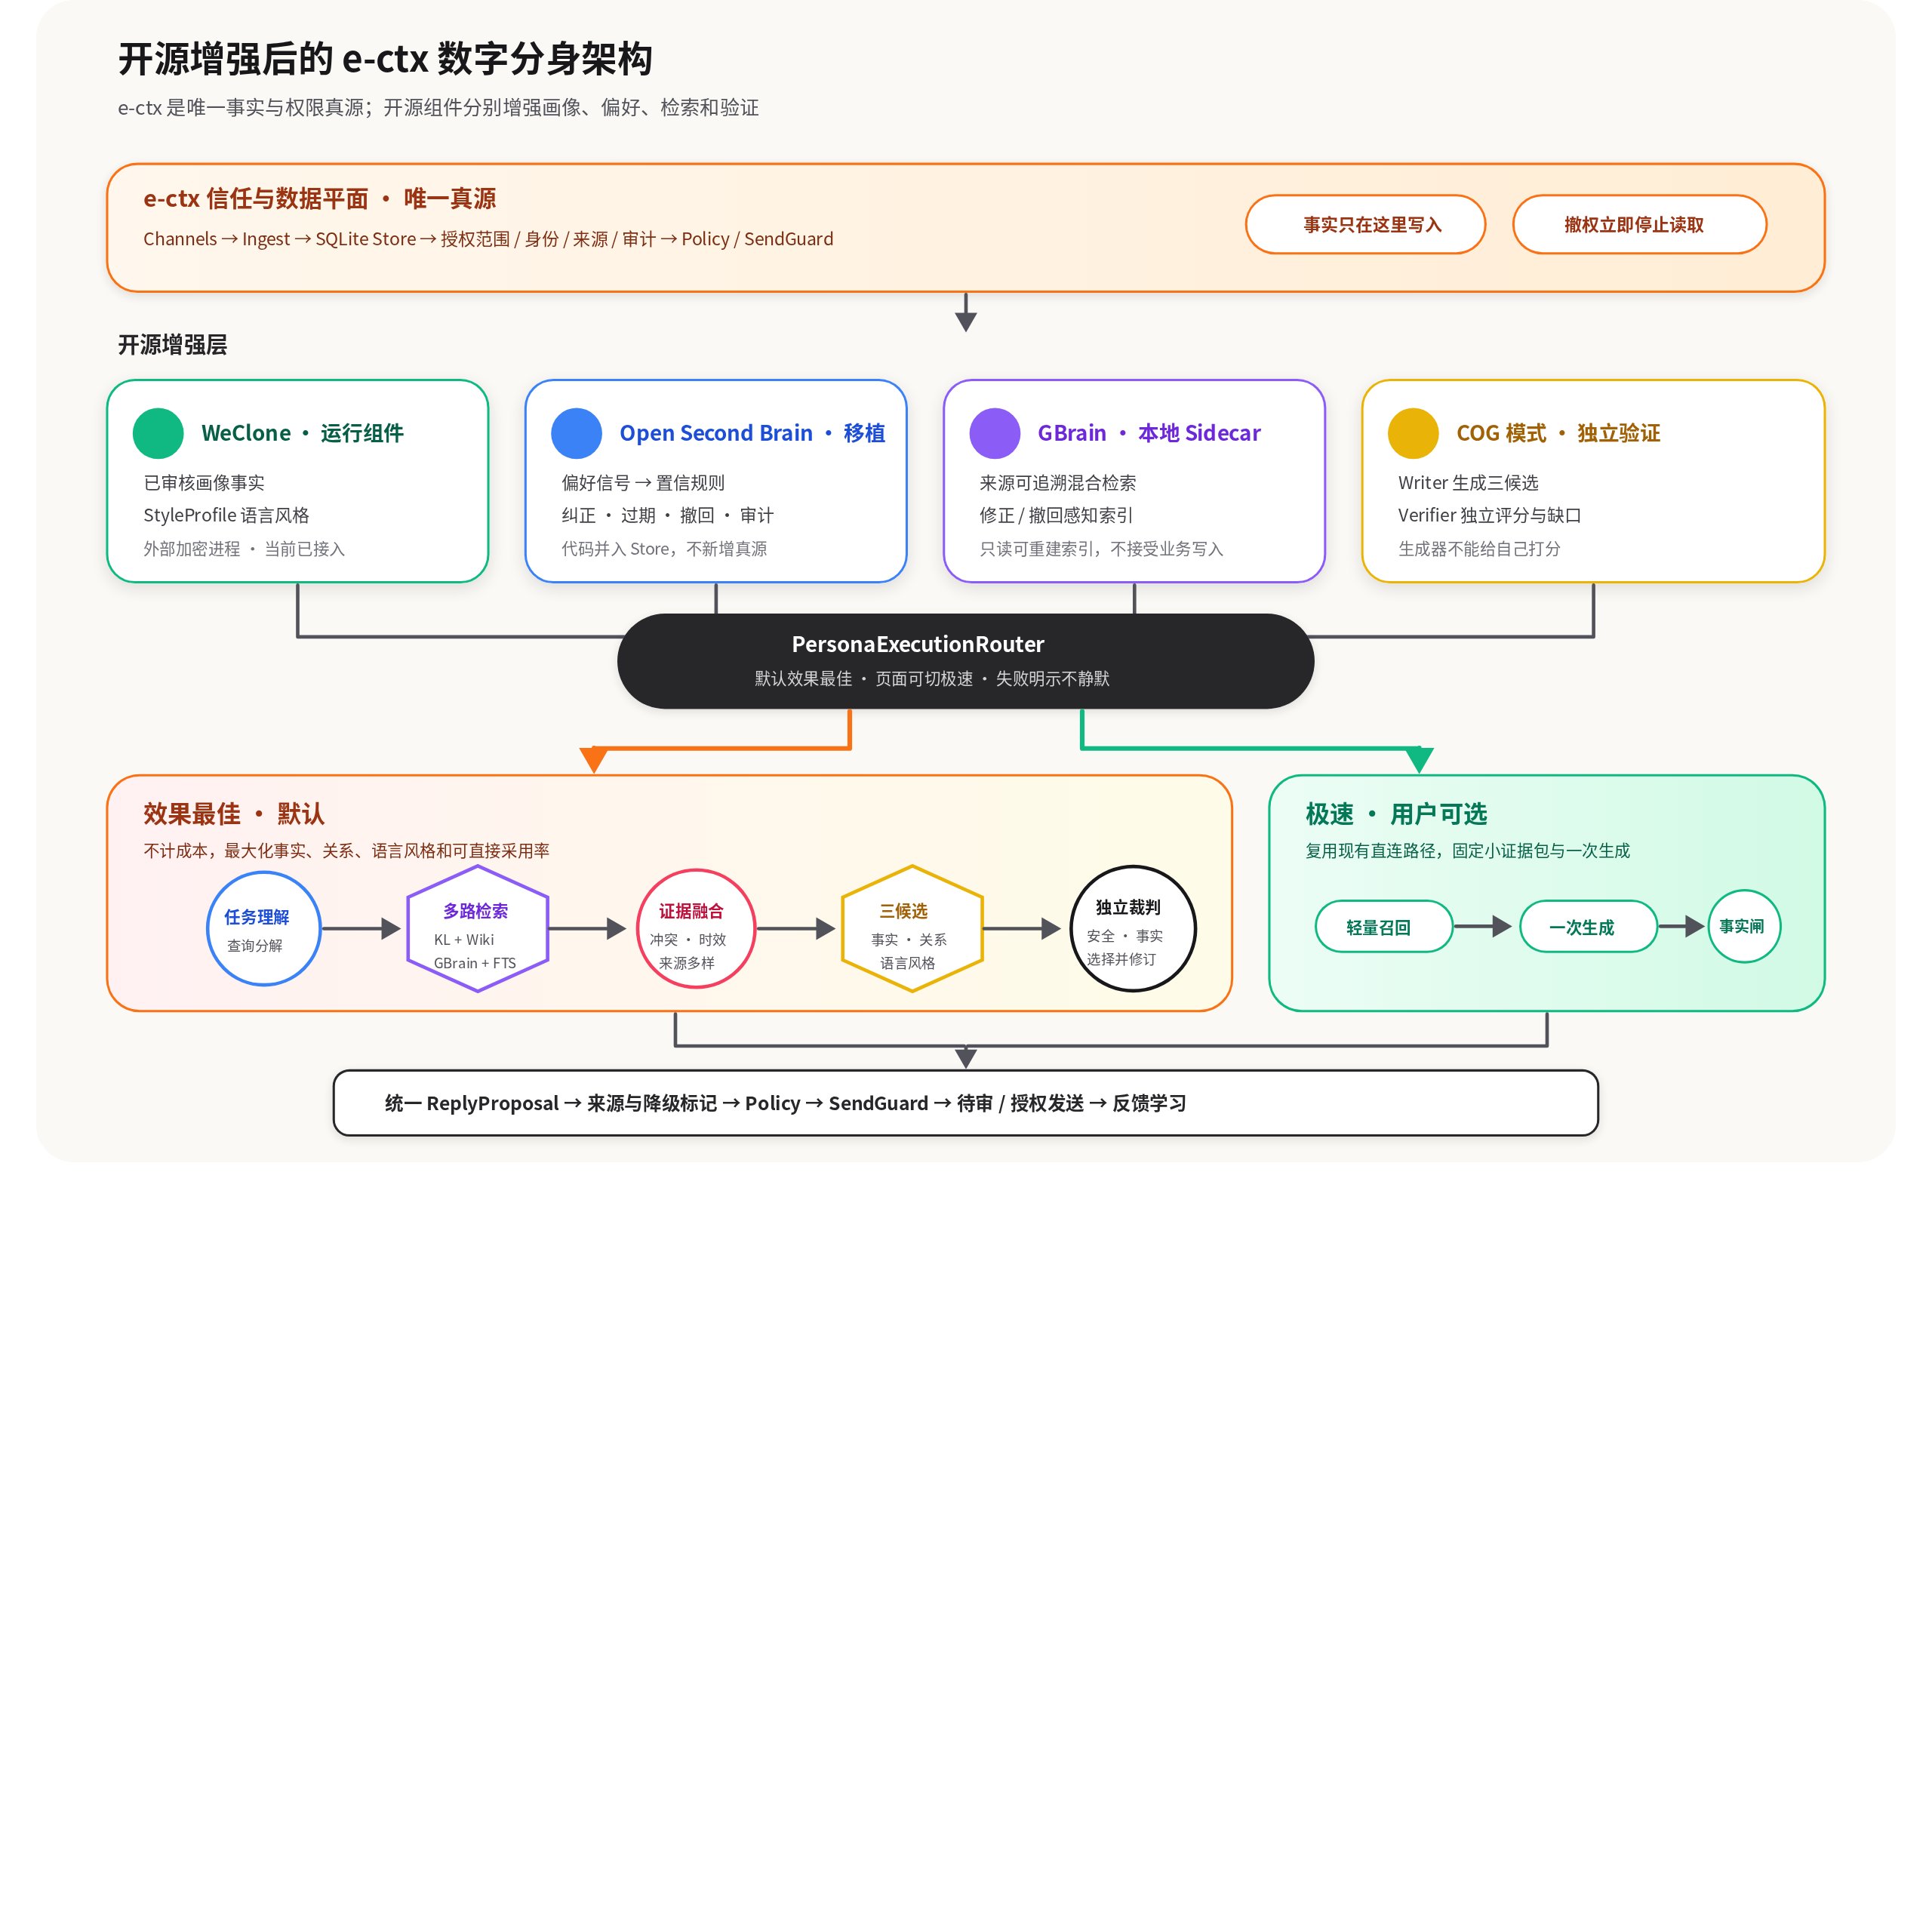 开源增强后的 e-ctx 数字分身架构
e-ctx 是唯一事实与权限真源；开源组件分别增强画像、偏好、检索和验证
e-ctx 信任与数据平面 · 唯一真源
Channels → Ingest → SQLite Store → 授权范围 / 身份 / 来源 / 审计 → Policy / SendGuard
事实只在这里写入
撤权立即停止读取
开源增强层
WeClone · 运行组件
已审核画像事实
StyleProfile 语言风格
外部加密进程 · 当前已接入
Open Second Brain · 移植
偏好信号 → 置信规则
纠正 · 过期 · 撤回 · 审计
代码并入 Store，不新增真源
GBrain · 本地 Sidecar
来源可追溯混合检索
修正 / 撤回感知索引
只读可重建索引，不接受业务写入
COG 模式 · 独立验证
Writer 生成三候选
Verifier 独立评分与缺口
生成器不能给自己打分
PersonaExecutionRouter
默认效果最佳 · 页面可切极速 · 失败明示不静默
效果最佳 · 默认
不计成本，最大化事实、关系、语言风格和可直接采用率
任务理解
查询分解
多路检索
KL + Wiki
GBrain + FTS
证据融合
冲突 · 时效
来源多样
三候选
事实 · 关系
语言风格
独立裁判
安全 · 事实
选择并修订
极速 · 用户可选
复用现有直连路径，固定小证据包与一次生成
轻量召回
一次生成
事实闸
统一 ReplyProposal → 来源与降级标记 → Policy → SendGuard → 待审 / 授权发送 → 反馈学习